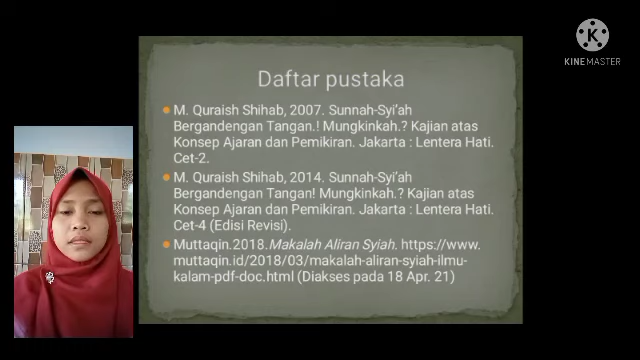 KINEMASTER
Daftar pustaka
M. Quraish Shihab, 2007. Sunnah-Syi'ah
Bergandengan Tangan.! Mungkinkah.? Kajian atas
Konsep Ajaran dan Pemikiran. Jakarta : Lentera Hati.
Cet-2.
M. Quraish Shihab, 2014. Sunnah-Syi'ah
Bergandengan Tangan! Mungkinkah.? Kajian atas
Konsep Ajaran dan Pemikiran. Jakarta : Lentera Hati.
Cet-4 (Edisi Revisi).
Muttaqin.2018.Makalah Aliran Syiah. https://www.
muttaqin.id/2018/03/makalah-aliran-syiah-ilmu-
kalam-pdf-doc.html (Diakses pada 18 Apr. 21)